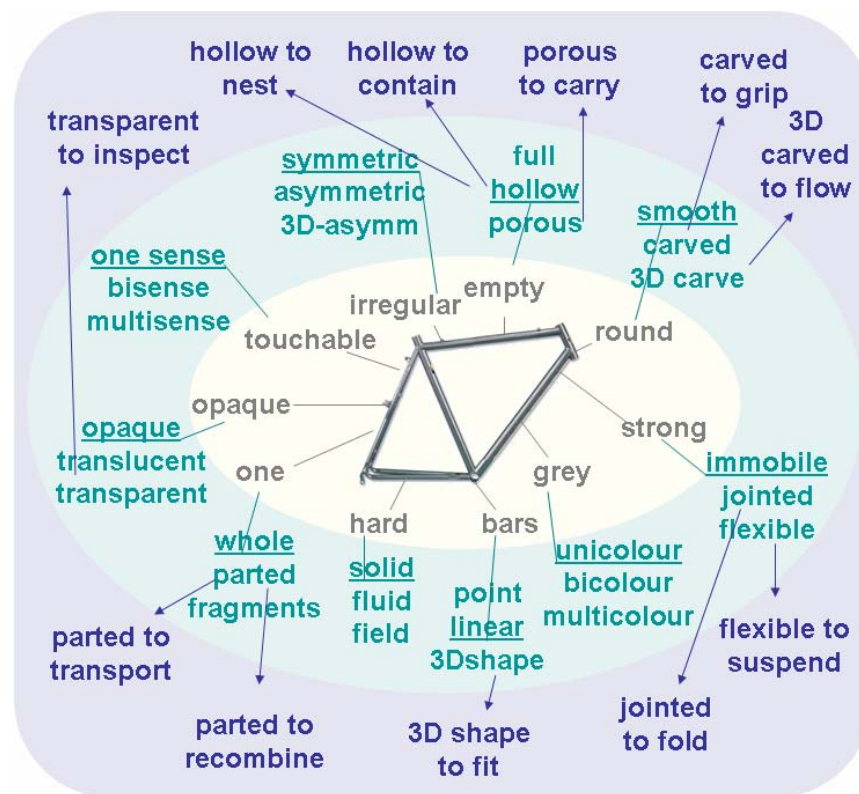 hollow to
nest
hollow to
contain
porous
to carry
carved
to grip
3D
carved
to flow
transparent
to inspect
symmetric
asymmetric
3D-asymm
full
hollow
porous
smooth
carved
3D carve
one sense
bisense
multisense
irregular
empty
round
touchable
opaque
strong
one
grey
hard
bars
opaque
translucent
transparent
immobile
jointed
flexible
whole
parted
fragments
solid
fluid
field
point
linear
3Dshape
unicolour
bicolour
multicolour
parted to
transport
flexible to
suspend
parted to
recombine
3D shape
to fit
jointed
to fold